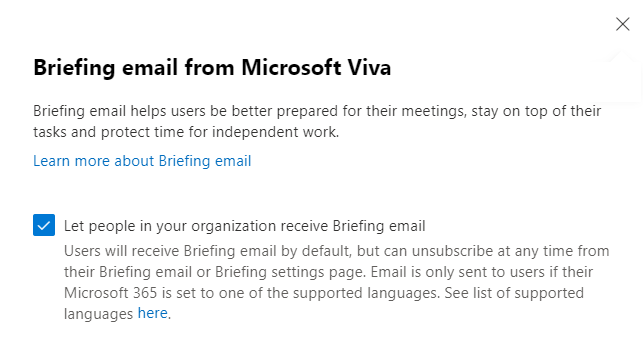 Briefing email from Microsoft Viva
Briefing email helps users be better prepared for their meetings, stay on top of their
tasks and protect time for independent work.
Learn more about Briefing email
Let people in your organization receive Briefing email
Users will receive Briefing email by default, but can unsubscribe at any time from
their Briefing email or Briefing settings page. Email is only sent to users if their
Microsoft 365 is set to one of the supported languages. See list of supported
languages here.